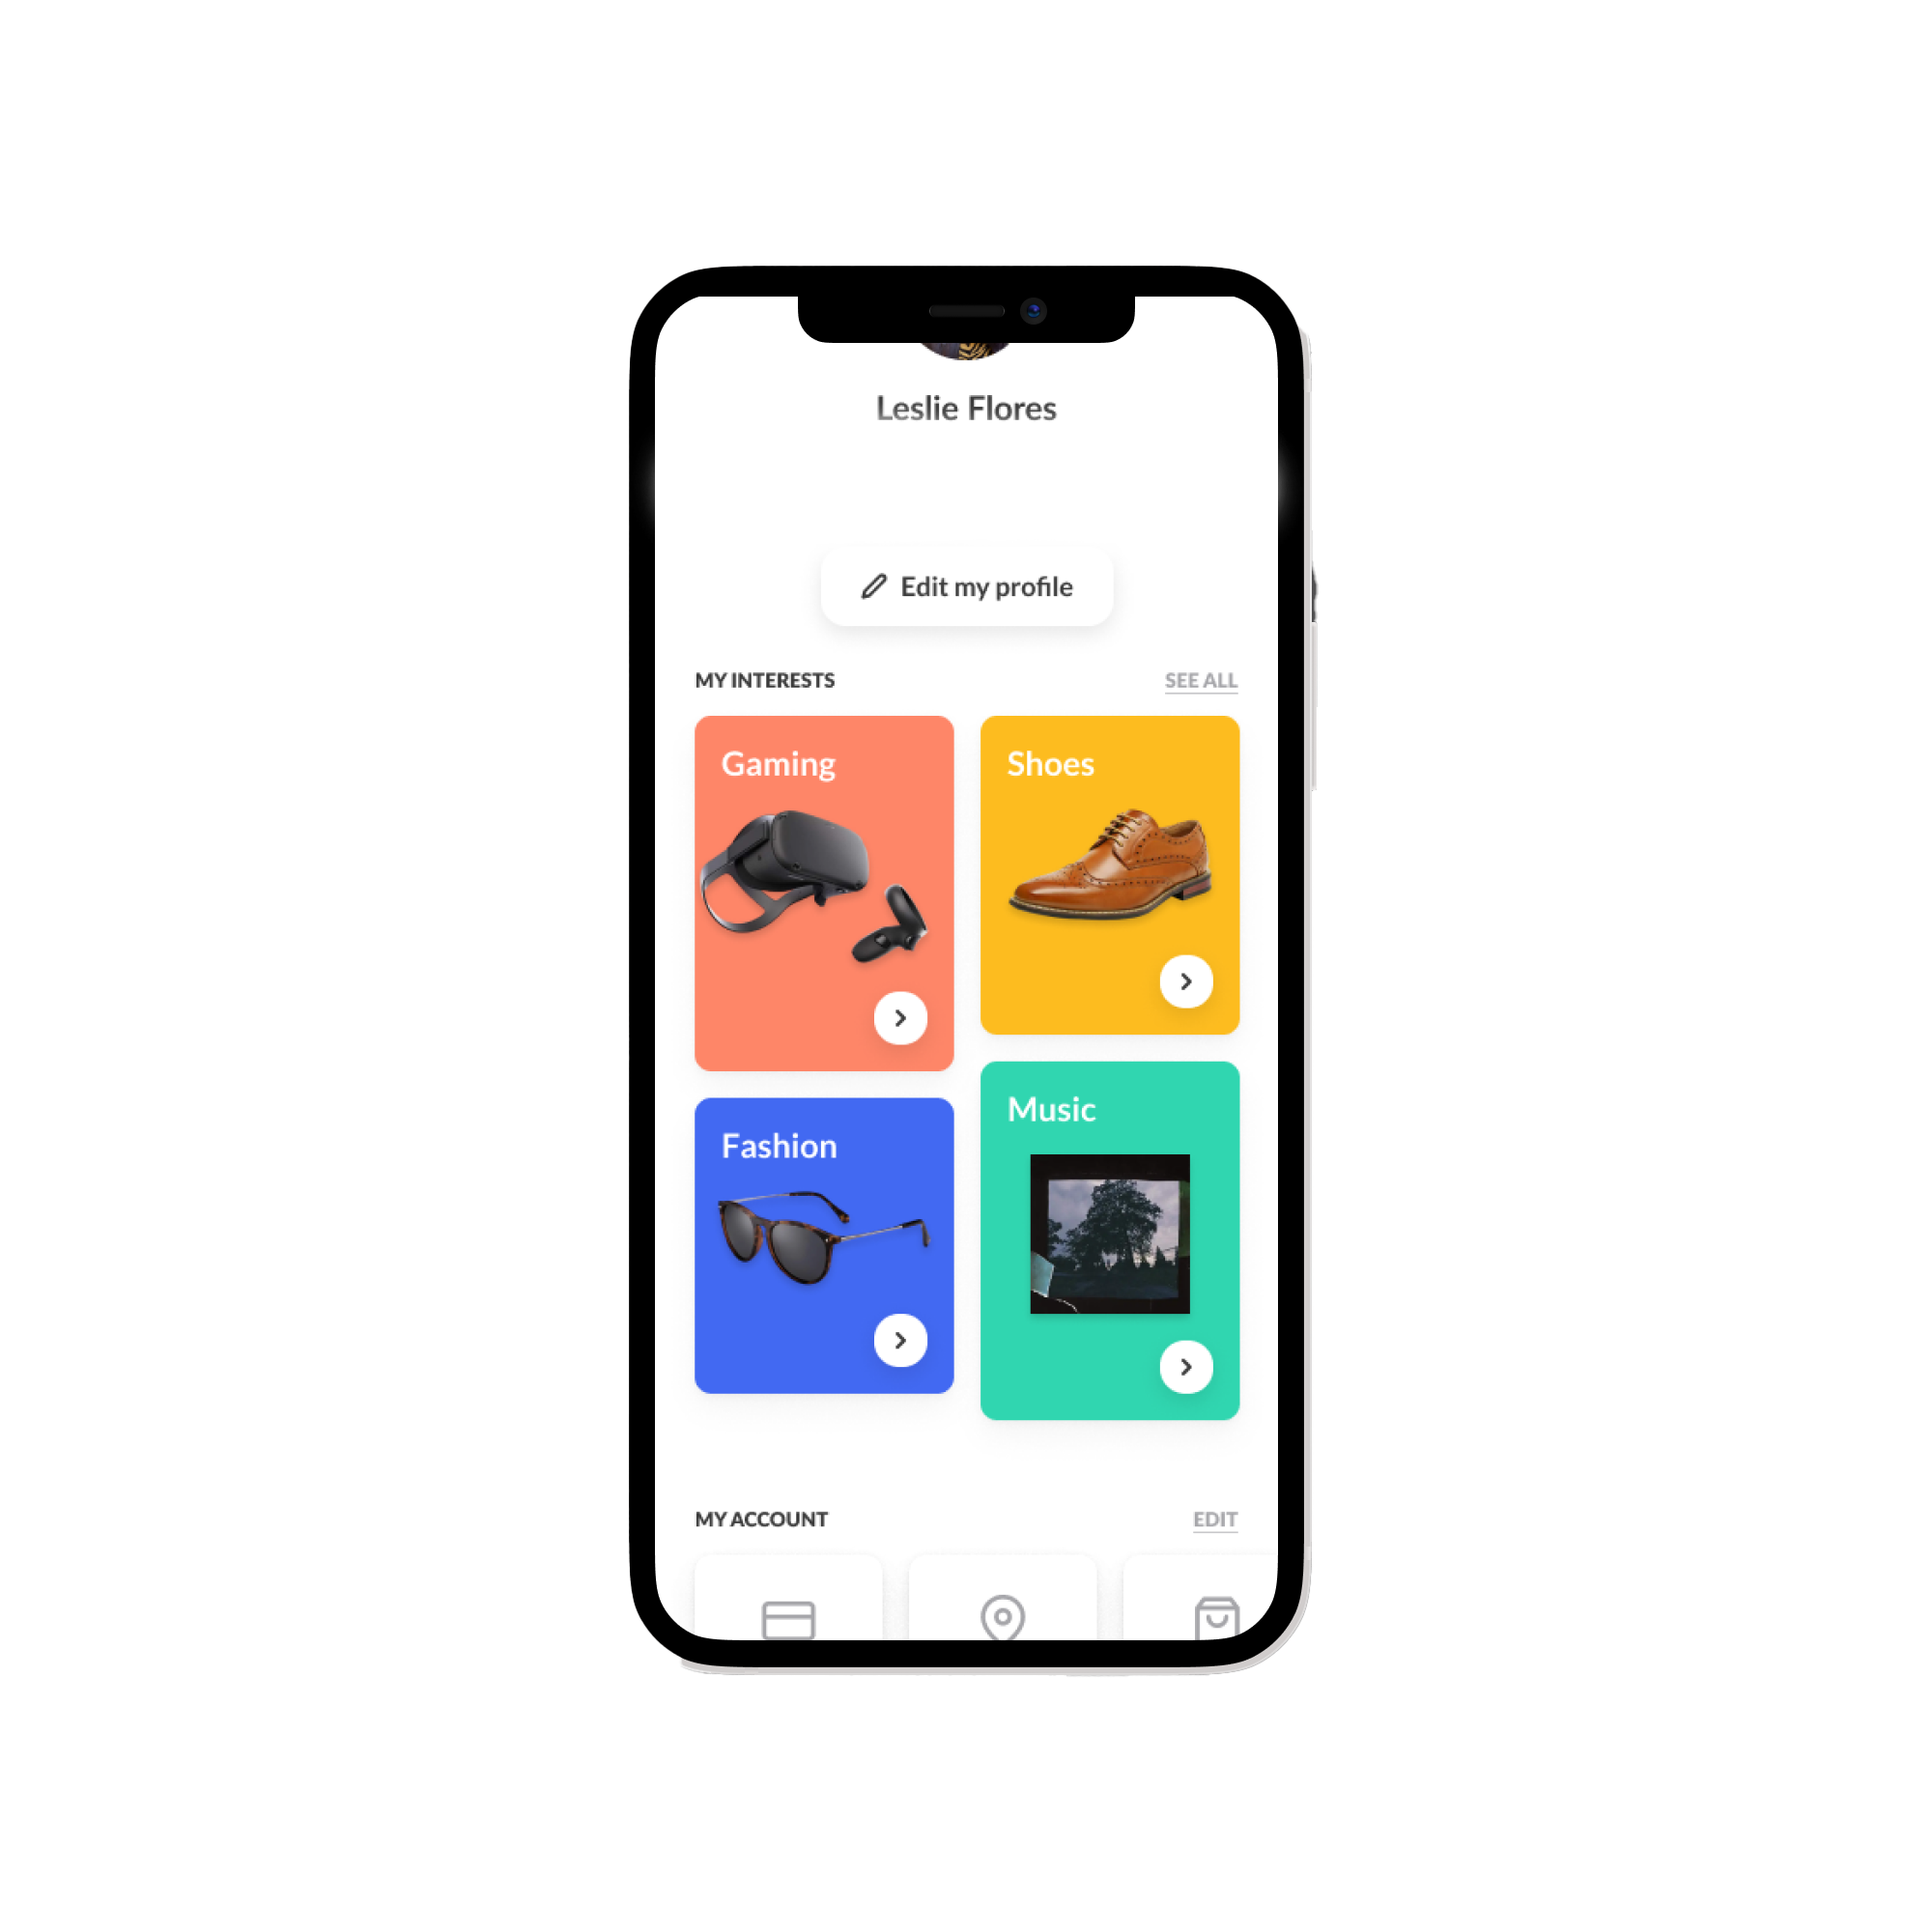 Leslie Flores
Edit my profile
MY INTERESTS
SEE ALL
Gaming
Shoes
Fashion
Music
MY ACCOUNT
EDIT